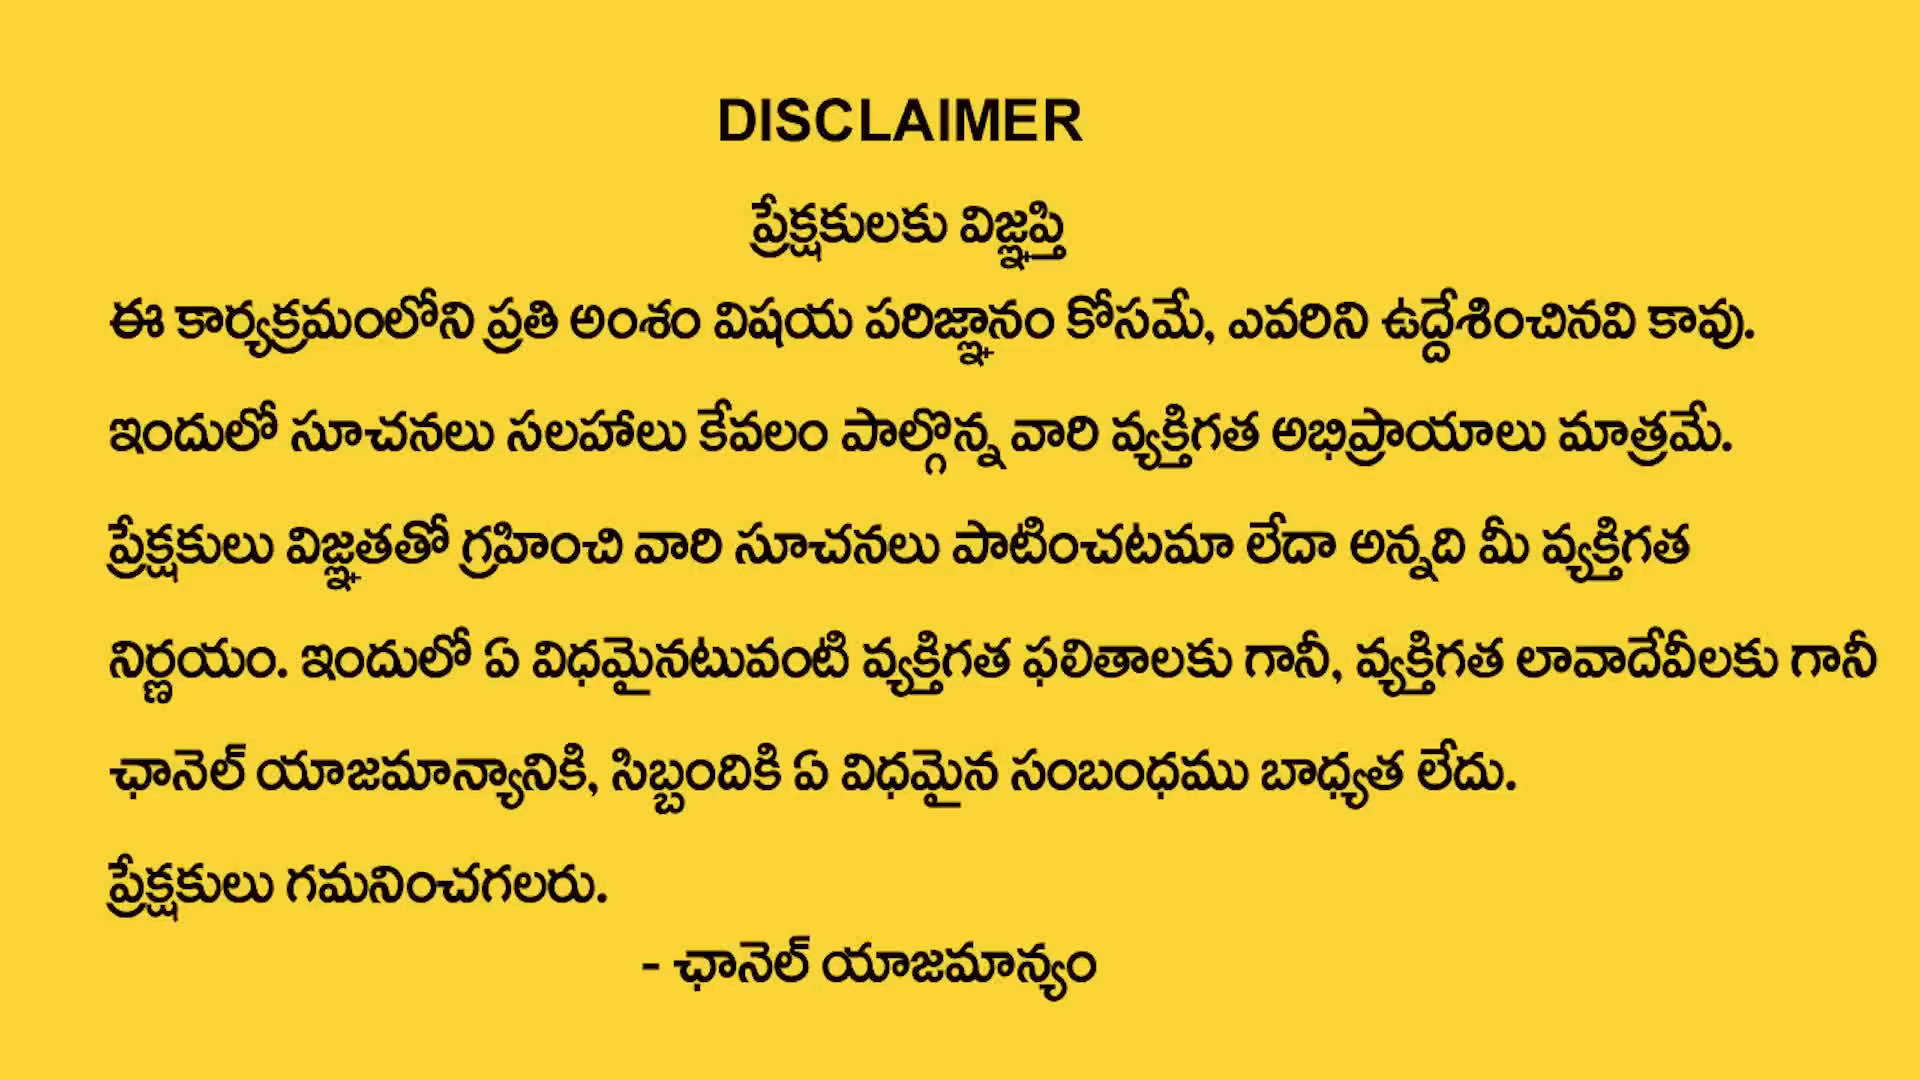 DISCLAIMER
ప్రేక్షకులకు విజ్ఞప్తి
ఈ కార్యక్రమంలోని ప్రతి అంశం విషయ పరిజ్ఞానం కోసమే, ఎవరిని ఉద్దేశించినవి కావు.
ఇందులో సూచనలు సలహాలు కేవలం పాల్గొన్న వారి వ్యక్తిగత అభిప్రాయాలు మాత్రమే.
ప్రేక్షకులు విజ్ఞతతో గ్రహించి వారి సూచనలు పాటించటమా లేదా అన్నది మీ వ్యక్తిగత
నిర్ణయం. ఇందులో ఏ విధమైనటువంటి వ్యక్తిగత ఫలితాలకు గానీ, వ్యక్తిగత లావాదేవీలకు గానీ
ఛానెల్ యాజమాన్యానికి, సిబ్బందికి ఏ విధమైన సంబంధము బాధ్యత లేదు.
ప్రేక్షకులు గమనించగలరు.
- ఛానెల్ యాజమాన్యం